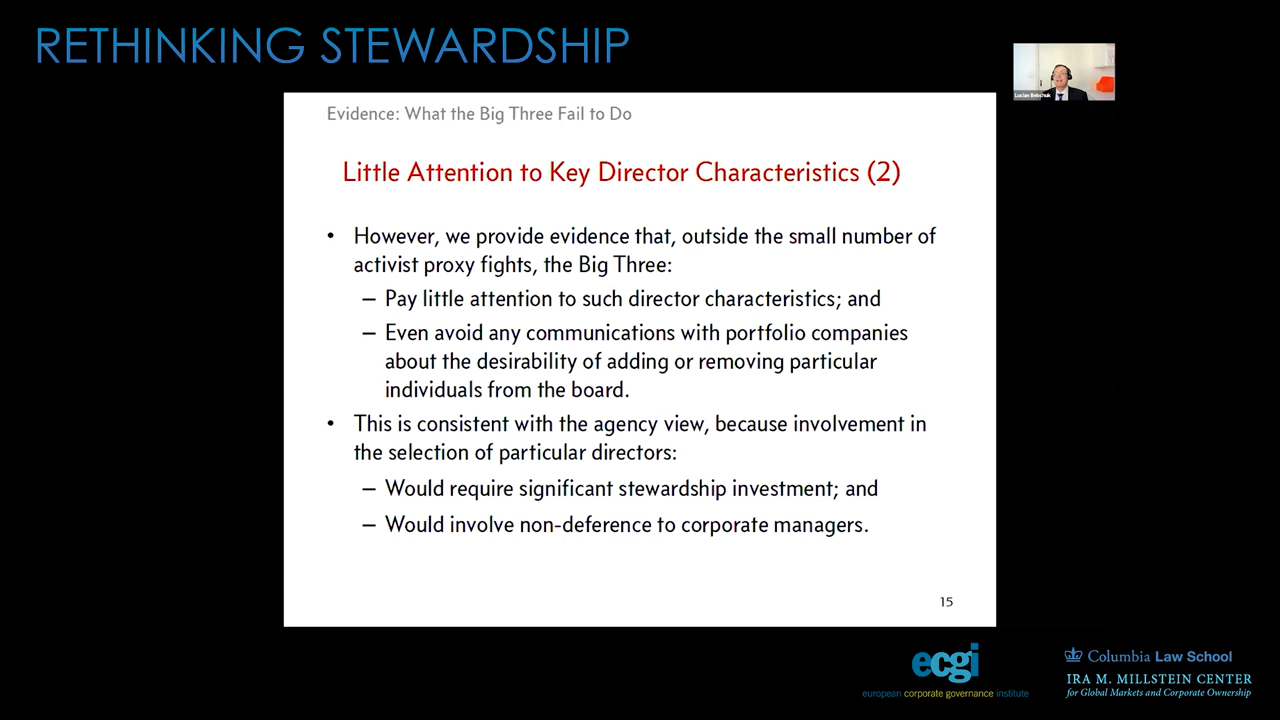 RETHINKING STEWARDSHIP
Lucian Bebchuk
Evidence: What the Big Three Fail to Do
Little Attention to Key Director Characteristics (2)
• However, we provide evidence that, outside the small number of
activist proxy fights, the Big Three:
– Pay little attention to such director characteristics; and
– Even avoid any communications with portfolio companies
about the desirability of adding or removing particular
individuals from the board.
• This is consistent with the agency view, because involvement in
the selection of particular directors:
– Would require significant stewardship investment; and
– Would involve non-deference to corporate managers.
15
ecgi
european corporate governance institute
Columbia Law School
IRA M. MILLSTEIN CENTER
for Global Markets and Corporate Ownership